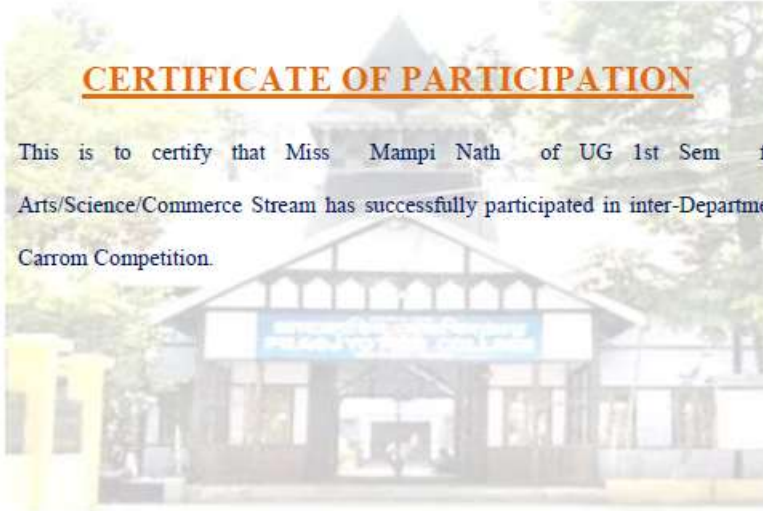 CERTIFICATE OF PARTICIPATION
This is to certify that Miss Mampi Nath of UG 1st Sem f
Arts/Science/Commerce Stream has successfully participated in inter-Departme
Carrom Competition.
COLLEGE